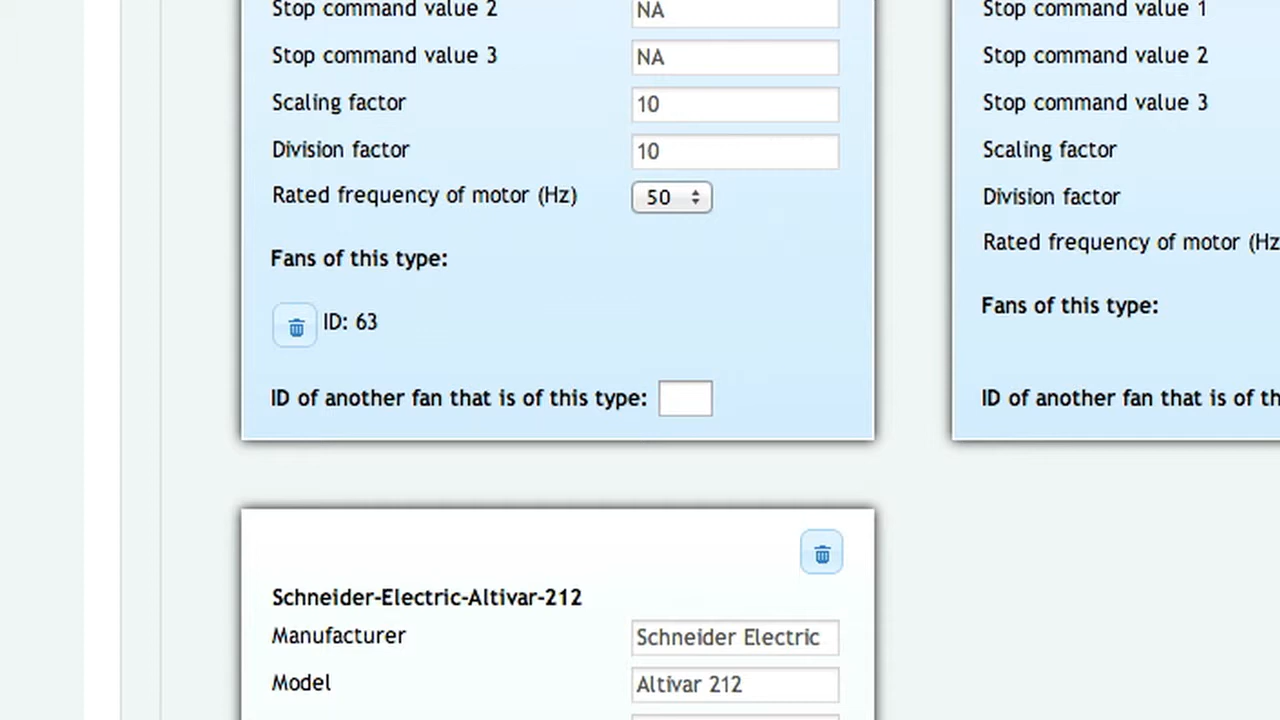 Stop command value 2 NA
Stop command value 3 NA
Scaling factor 10
Division factor 10
Rated frequency of motor (Hz) 50
Fans of this type:
ID: 63
ID of another fan that is of this type:
Stop command value 1
Stop command value 2
Stop command value 3
Scaling factor
Division factor
Rated frequency of motor (Hz
Fans of this type:
ID of another fan that is of th
Schneider-Electric-Altivar-212
Manufacturer Schneider Electric
Model Altivar 212